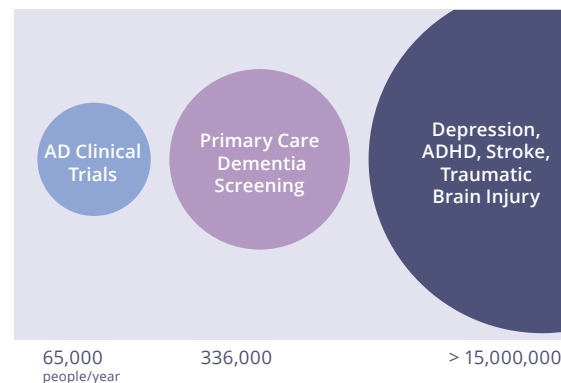 AD Clinical
Trials
Primary Care
Dementia
Screening
Depression,
ADHD, Stroke,
Traumatic
Brain Injury
65,000
people/year
336,000
> 15,000,000